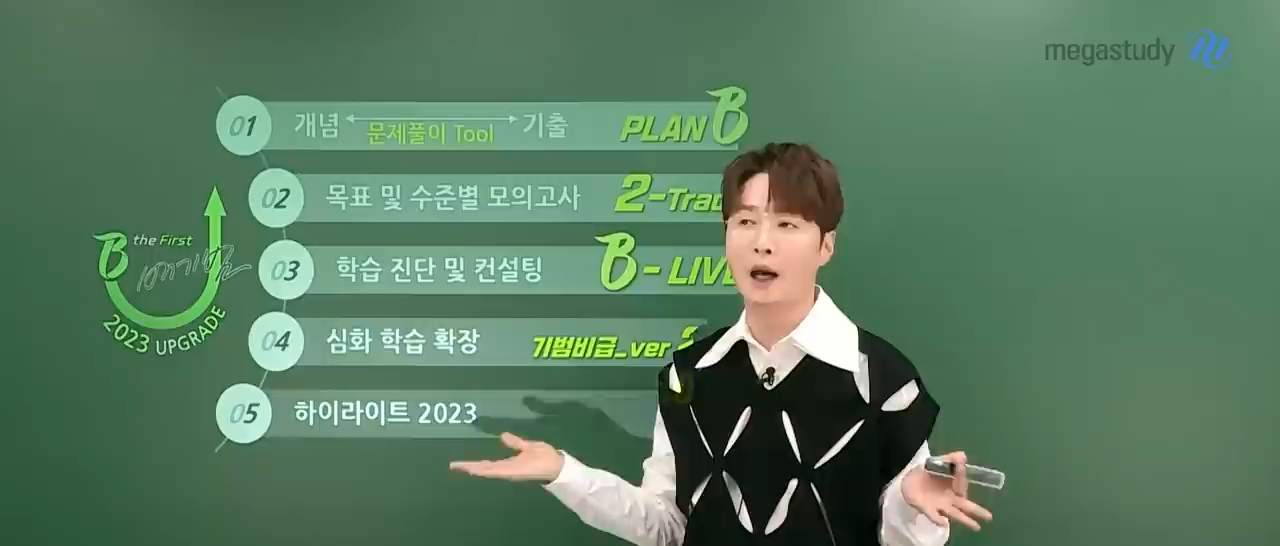 megastudy
01 개념 문제풀이 Tool 기출 PLAN B
02 목표 및 수준별 모의고사 2-Trac
03 학습 진단 및 컨설팅 B - LIVE
04 심화 학습 확장 기범비급_ver 2
05 하이라이트 2023
B the First
2023 UPGRADE